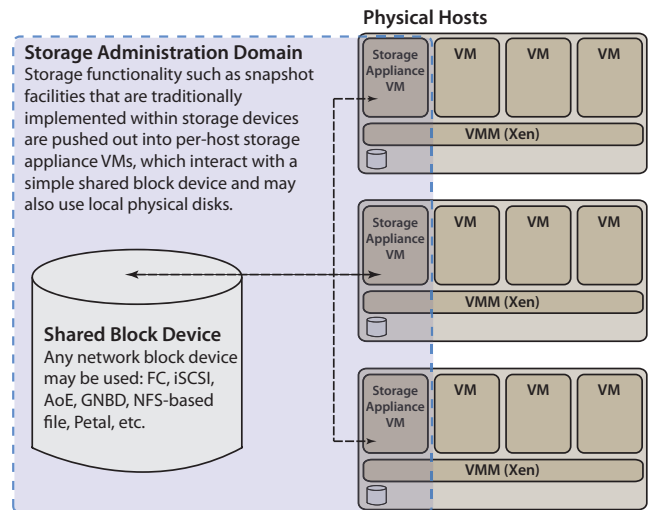 Physical Hosts
Storage Administration Domain
Storage functionality such as snapshot
facilities that are traditionally
implemented within storage devices
are pushed out into per-host storage
appliance VMs, which interact with a
simple shared block device and may
also use local physical disks.
Shared Block Device
Any network block device
may be used: FC, iSCSI,
AoE, GNBD, NFS-based
file, Petal, etc.
Storage
Appliance
VM
VM
VM
VM
VMM (Xen)
Storage
Appliance
VM
VM
VM
VM
VMM (Xen)
Storage
Appliance
VM
VM
VM
VM
VMM (Xen)